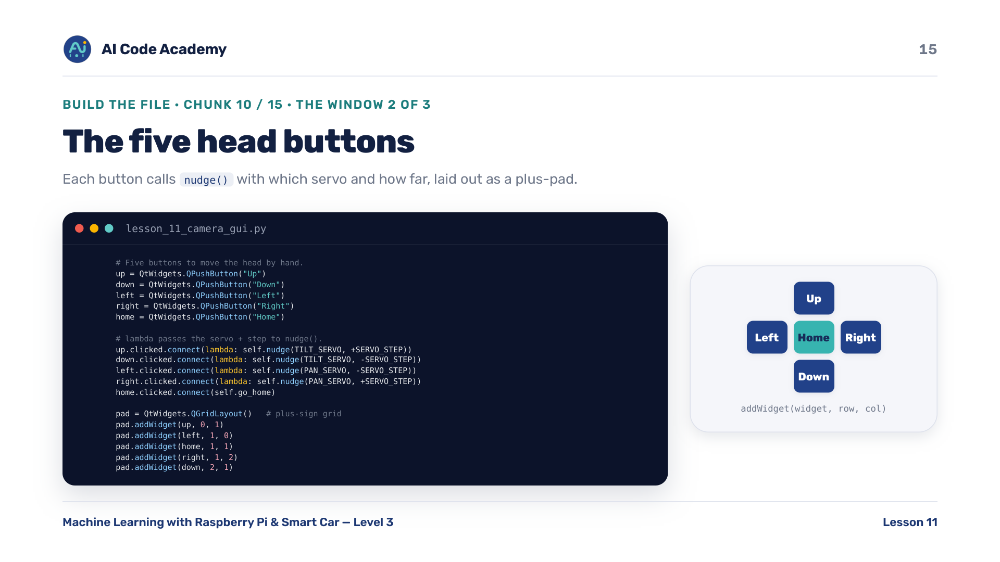 AI Code Academy
15
BUILD THE FILE • CHUNK 10 / 15 • THE WINDOW 2 OF 3
The five head buttons
Each button calls nudge() with which servo and how far, laid out as a plus-pad.
lesson_11_camera_gui.py
# Five buttons to move the head by hand.
up = QtWidgets.QPushButton("Up")
down = QtWidgets.QPushButton("Down")
left = QtWidgets.QPushButton("Left")
right = QtWidgets.QPushButton("Right")
home = QtWidgets.QPushButton("Home")
# lambda passes the servo + step to nudge().
up.clicked.connect(lambda: self.nudge(TILT_SERVO, +SERVO_STEP))
down.clicked.connect(lambda: self.nudge(TILT_SERVO, -SERVO_STEP))
left.clicked.connect(lambda: self.nudge(PAN_SERVO, -SERVO_STEP))
right.clicked.connect(lambda: self.nudge(PAN_SERVO, +SERVO_STEP))
home.clicked.connect(self.go_home)
pad = QtWidgets.QGridLayout()   # plus-sign grid
pad.addWidget(up, 0, 1)
pad.addWidget(left, 1, 0)
pad.addWidget(home, 1, 1)
pad.addWidget(right, 1, 2)
pad.addWidget(down, 2, 1)
Up
Left Home Right
Down
addWidget(widget, row, col)
Machine Learning with Raspberry Pi & Smart Car — Level 3
Lesson 11